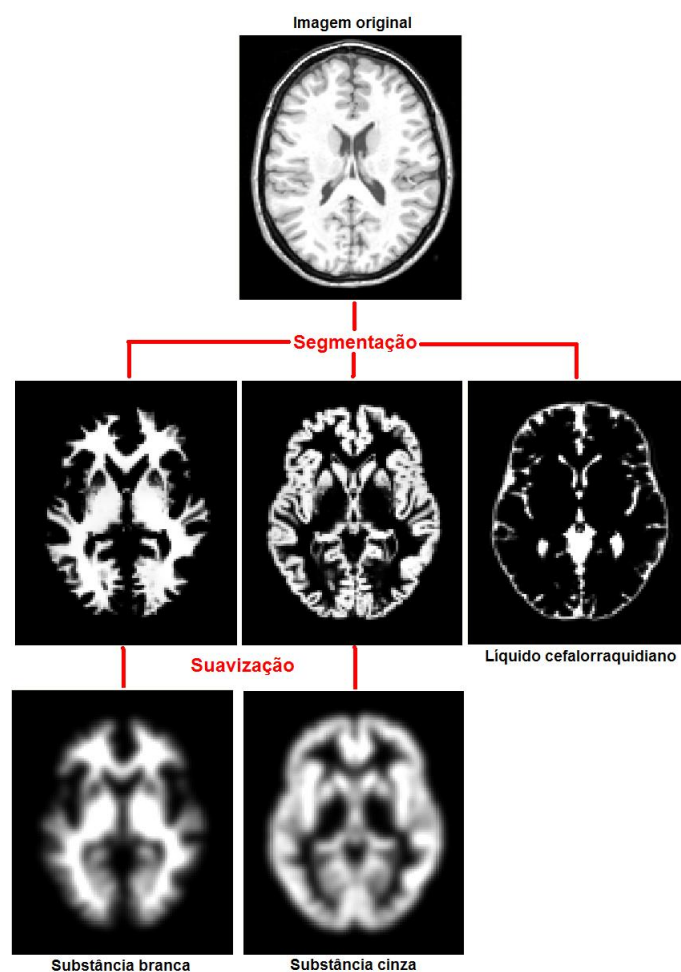 Imagem original
Segmentação
Líquido cefalorraquidiano
Suavização
Substância branca
Substância cinza